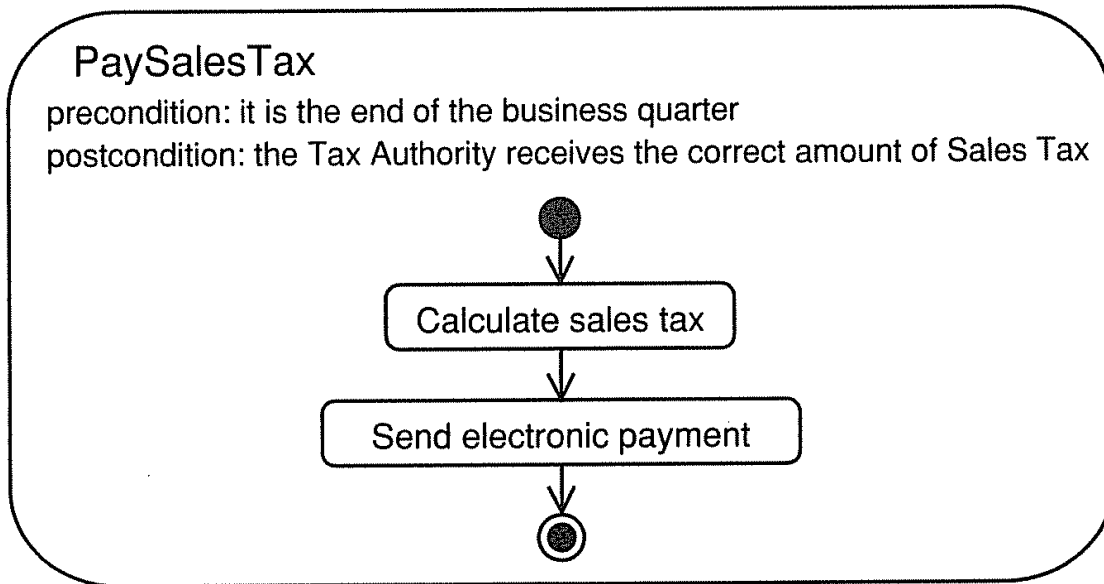 PaySalesTax
precondition: it is the end of the business quarter
postcondition: the Tax Authority receives the correct amount of Sales Tax
Calculate sales tax
Send electronic payment